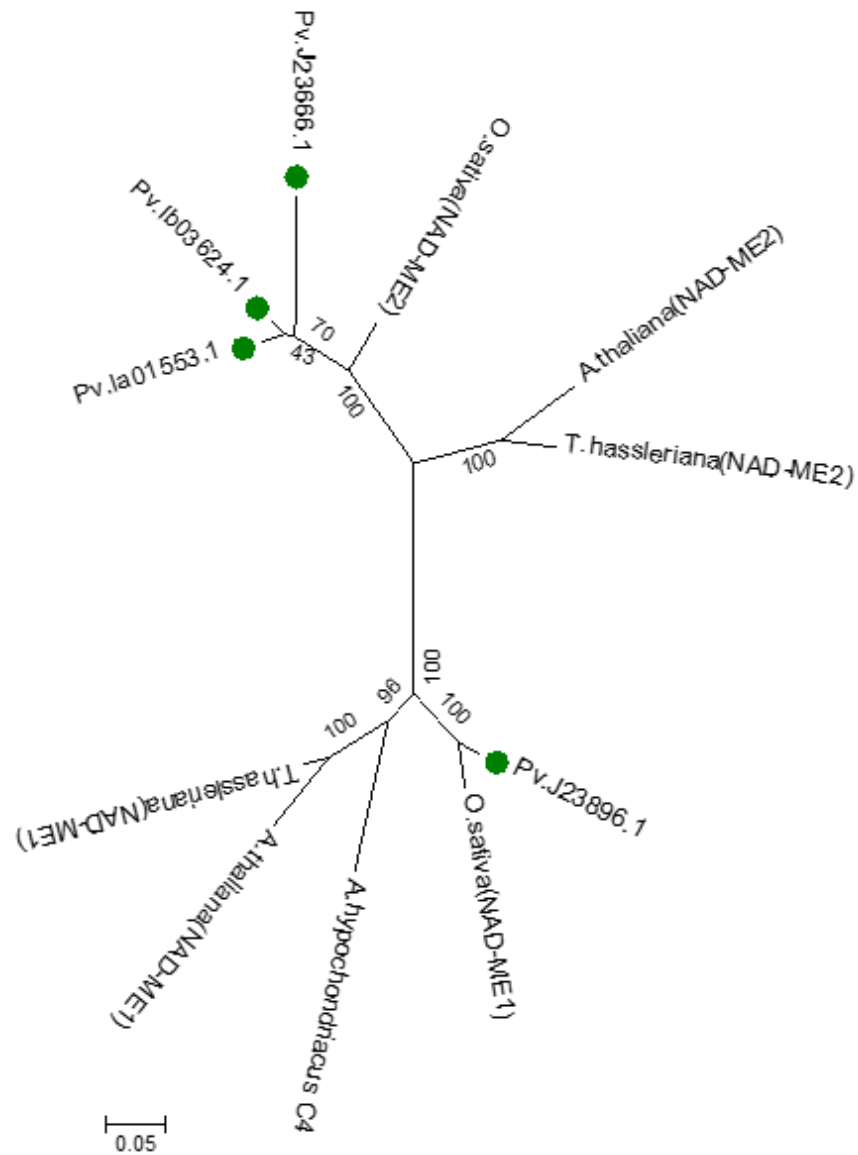 Pv.J23666.1
O.sativa(NAD-ME2)
Pv.Ib03624.1
A.thaliana(NAD-ME2)
70
43
Pv.Ia01553.1
100
T.hassleriana(NAD-ME2)
100
100
96
100
100
T.hassleriana(NAD-ME1)
Pv.J23896.1
O.sativa(NAD-ME1)
A.thaliana(NAD-ME1)
A.hypochondriacus C4
0.05